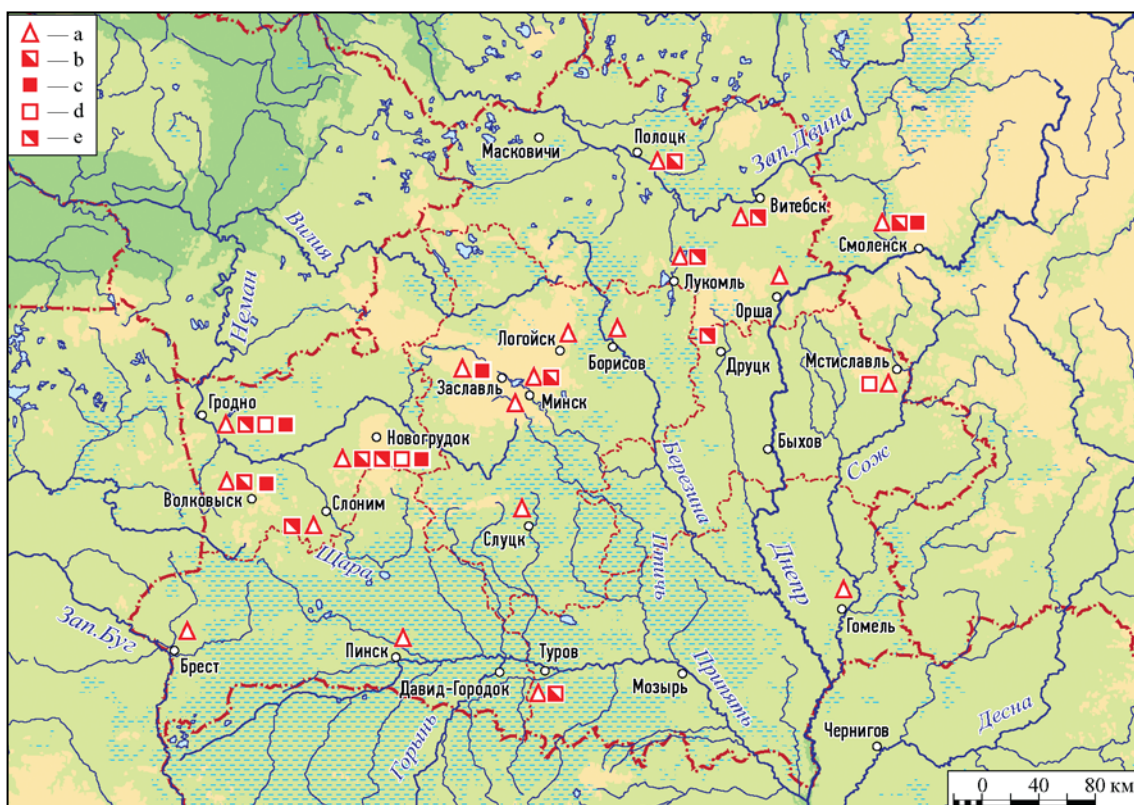 — a
— b
— c
— d
— e
Масковичи
Полоцк
Зап.Двина
Витебск
Смоленск
Вилия
Лукомль
Орша
Неман
Логойск
Борисов
Друцк
Мстиславль
Заславль
Минск
Гродно
Новогрудок
Быхов
Сож
Березина
Волковыск
Слоним
Слуцк
Щара
Птичь
Днепр
Гомель
Зап.Буг
Брест
Пинск
Туров
Давид-Городок
Мозырь
Припять
Горынь
Чернигов
Десна
0 40 80 км